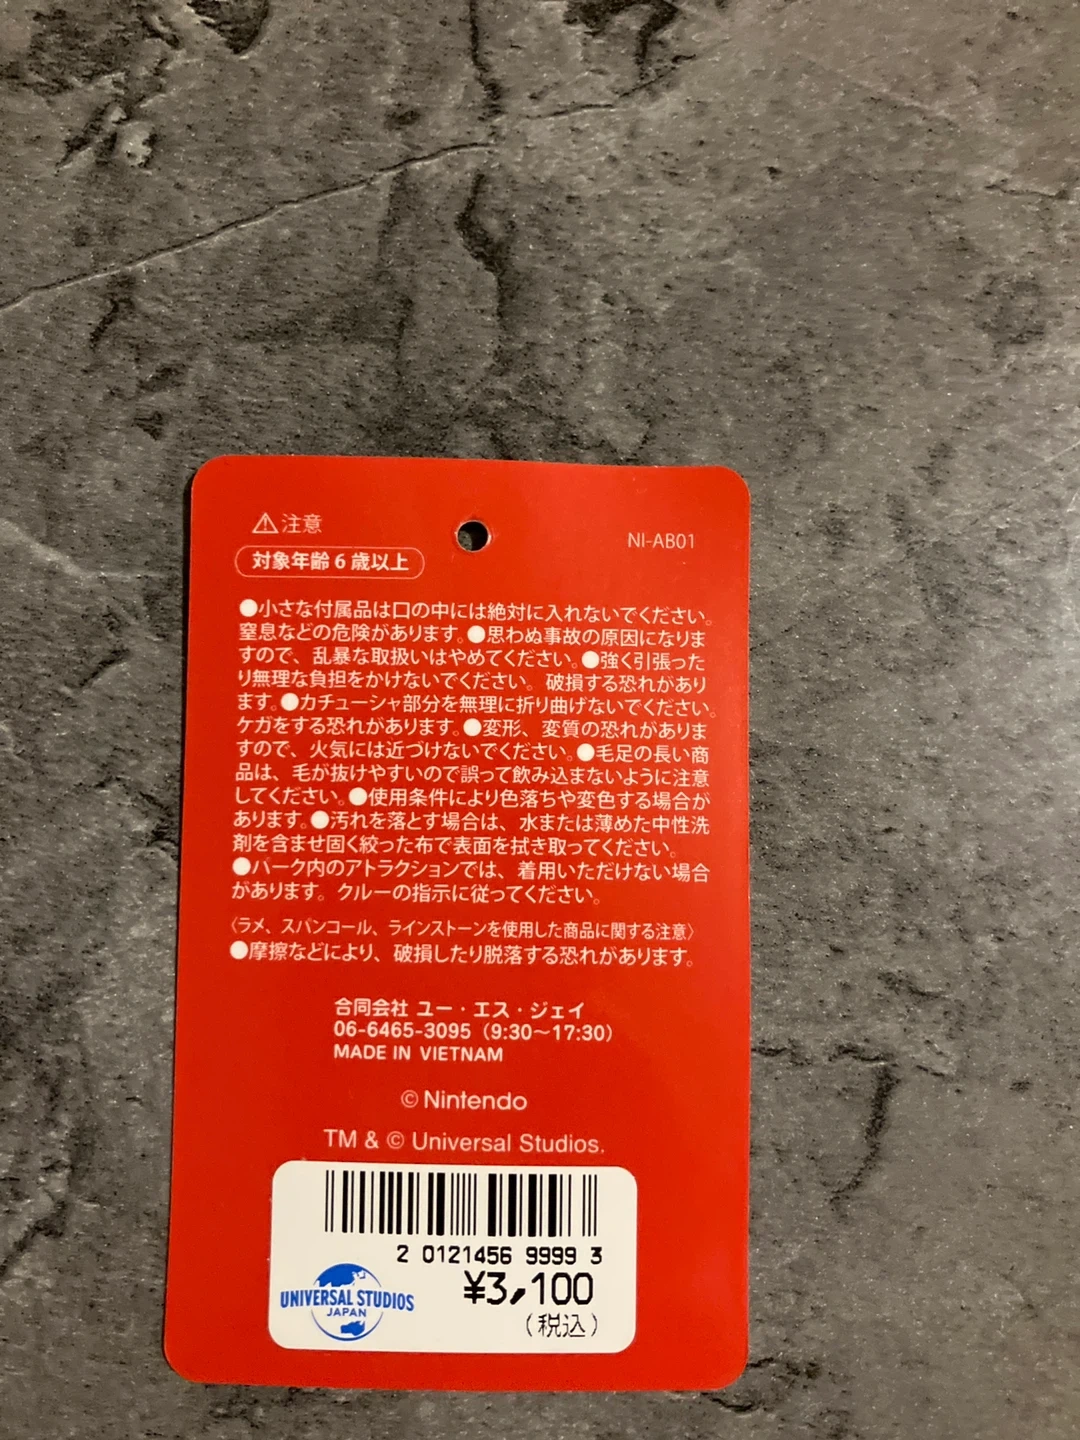 ⚠注意
NI-AB01
対象年齢6歳以上
●小さな付属品は口の中には絶対に入れないでください。
窒息などの危険があります。●思わぬ事故の原因になりま
すので、乱暴な取扱いはやめてください。●強く引張った
り無理な負担をかけないでください。破損する恐れがあり
ます。●カチューシャ部分を無理に折り曲げないでください。
ケガをする恐れがあります。●変形、変質の恐れがありま
すので、火気には近づけないでください。●毛足の長い商
品は、毛が抜けやすいので誤って飲み込まないように注意
してください。●使用条件により色落ちや変色する場合が
あります。●汚れを落とす場合は、水または薄めた中性洗
剤を含ませ固く絞った布で表面を拭き取ってください。
●パーク内のアトラクションでは、着用いただけない場合
があります。クルーの指示に従ってください。
〈ラメ、スパンコール、ラインストーンを使用した商品に関する注意〉
●摩擦などにより、破損したり脱落する恐れがあります。
合同会社 ユー・エス・ジェイ
06-6465-3095（9:30～17:30）
MADE IN VIETNAM
© Nintendo
TM & © Universal Studios.
2 0121456 9999 3
¥3,100
（税込）
UNIVERSAL STUDIOS
JAPAN